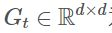 G_t ∈ ℝ^{d×d};